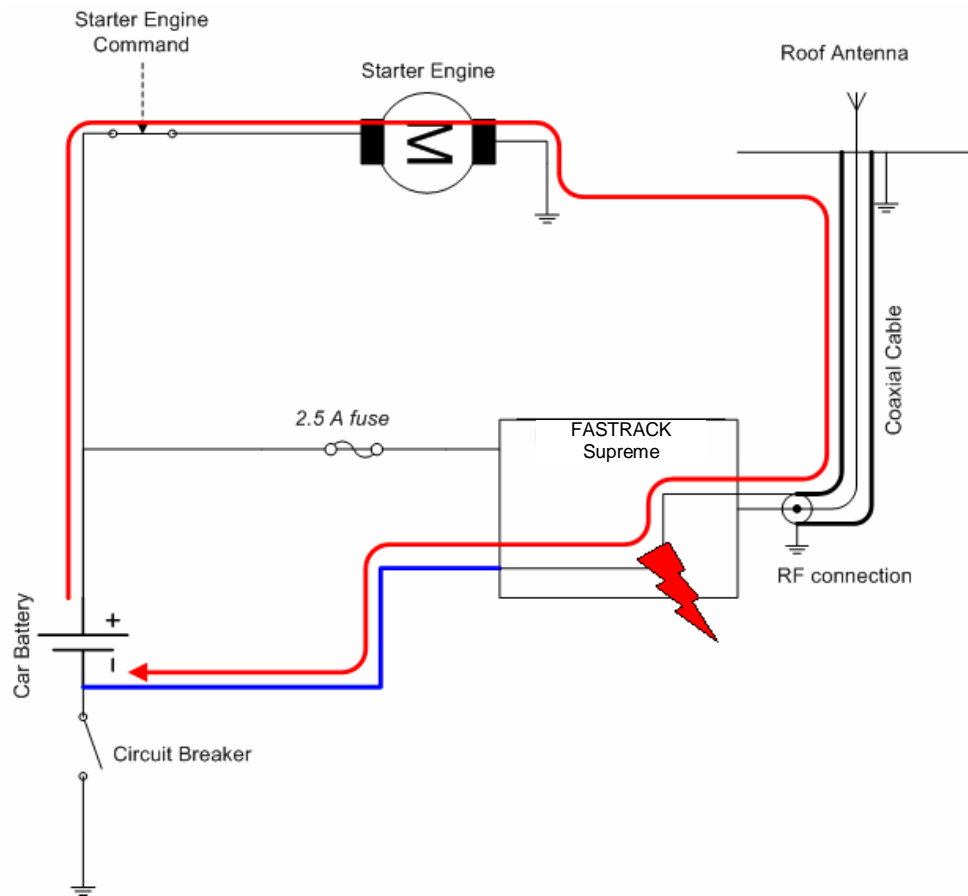 Starter Engine
Command
Starter Engine
Roof Antenna
M
Coaxial Cable
2.5 A fuse
FASTRACK
Supreme
RF connection
Car Battery
+
–
Circuit Breaker